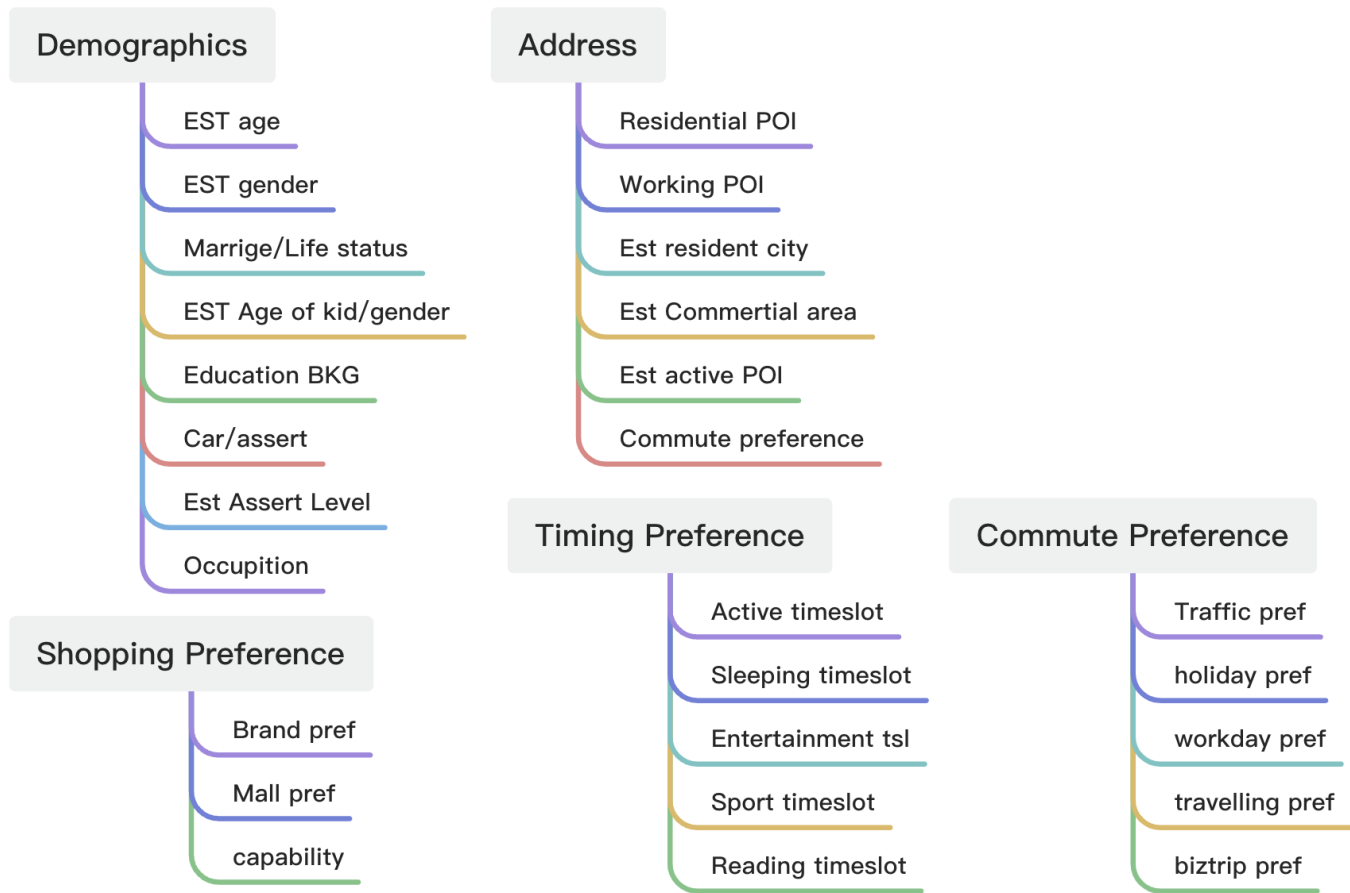 Demographics
EST age
EST gender
Marrige/Life status
EST Age of kid/gender
Education BKG
Car/assert
Est Assert Level
Occupition
Address
Residential POI
Working POI
Est resident city
Est Commertial area
Est active POI
Commute preference
Shopping Preference
Brand pref
Mall pref
capability
Timing Preference
Active timeslot
Sleeping timeslot
Entertainment tsl
Sport timeslot
Reading timeslot
Commute Preference
Traffic pref
holiday pref
workday pref
travelling pref
biztrip pref